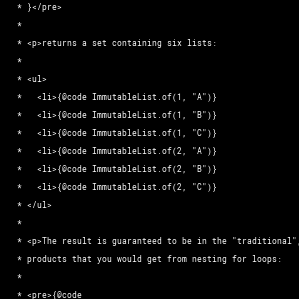 * }</pre>
*
* <p>returns a set containing six lists:
*
* <ul>
*   <li>{@code ImmutableList.of(1, "A")}
*   <li>{@code ImmutableList.of(1, "B")}
*   <li>{@code ImmutableList.of(1, "C")}
*   <li>{@code ImmutableList.of(2, "A")}
*   <li>{@code ImmutableList.of(2, "B")}
*   <li>{@code ImmutableList.of(2, "C")}
* </ul>
*
* <p>The result is guaranteed to be in the "traditional",
* products that you would get from nesting for loops:
*
* <pre>{@code